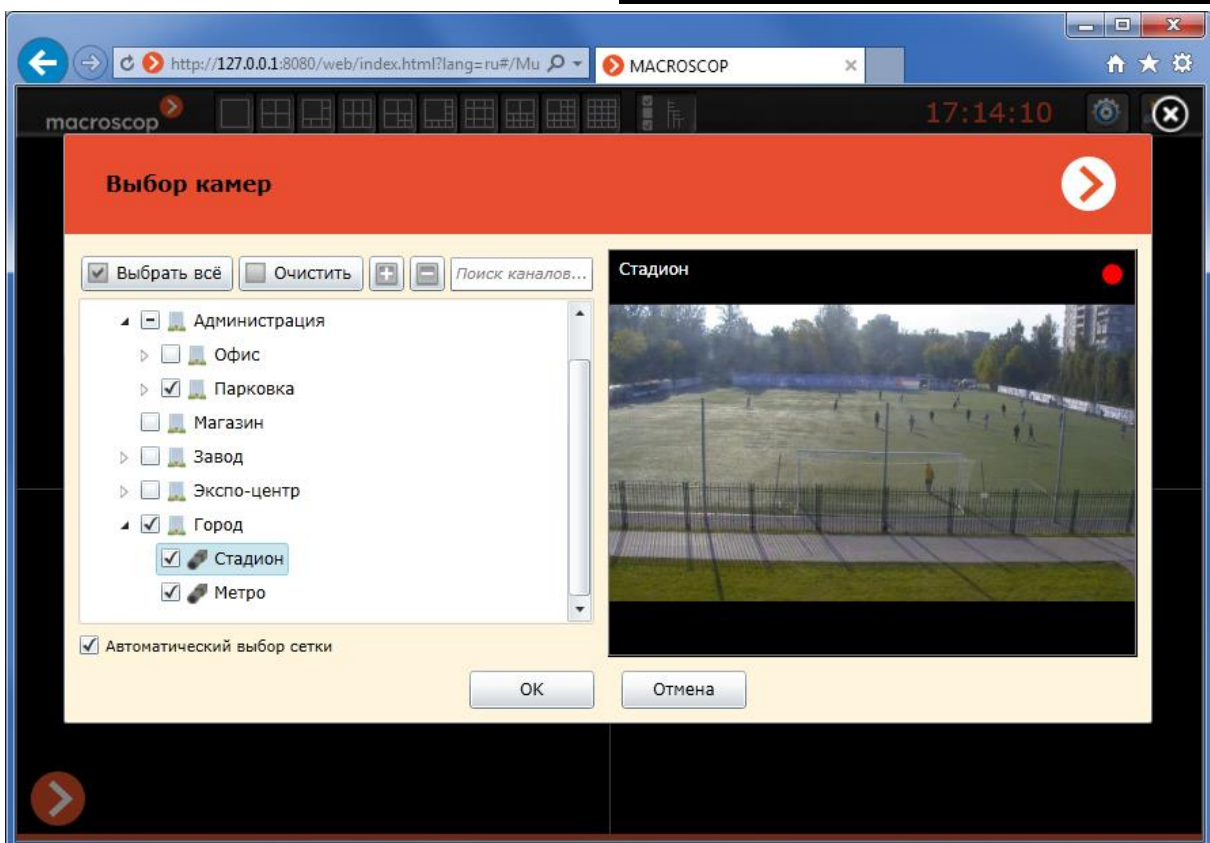 http://127.0.0.1:8080/web/index.html?lang=ru#/Mu
MACROSCOP
macroscop
17:14:10
Выбор камер
Выбрать всё
Очистить
Поиск каналов...
Стадион
Администрация
Офис
Парковка
Магазин
Завод
Экспо-центр
Город
Стадион
Метро
Автоматический выбор сетки
OK
Отмена